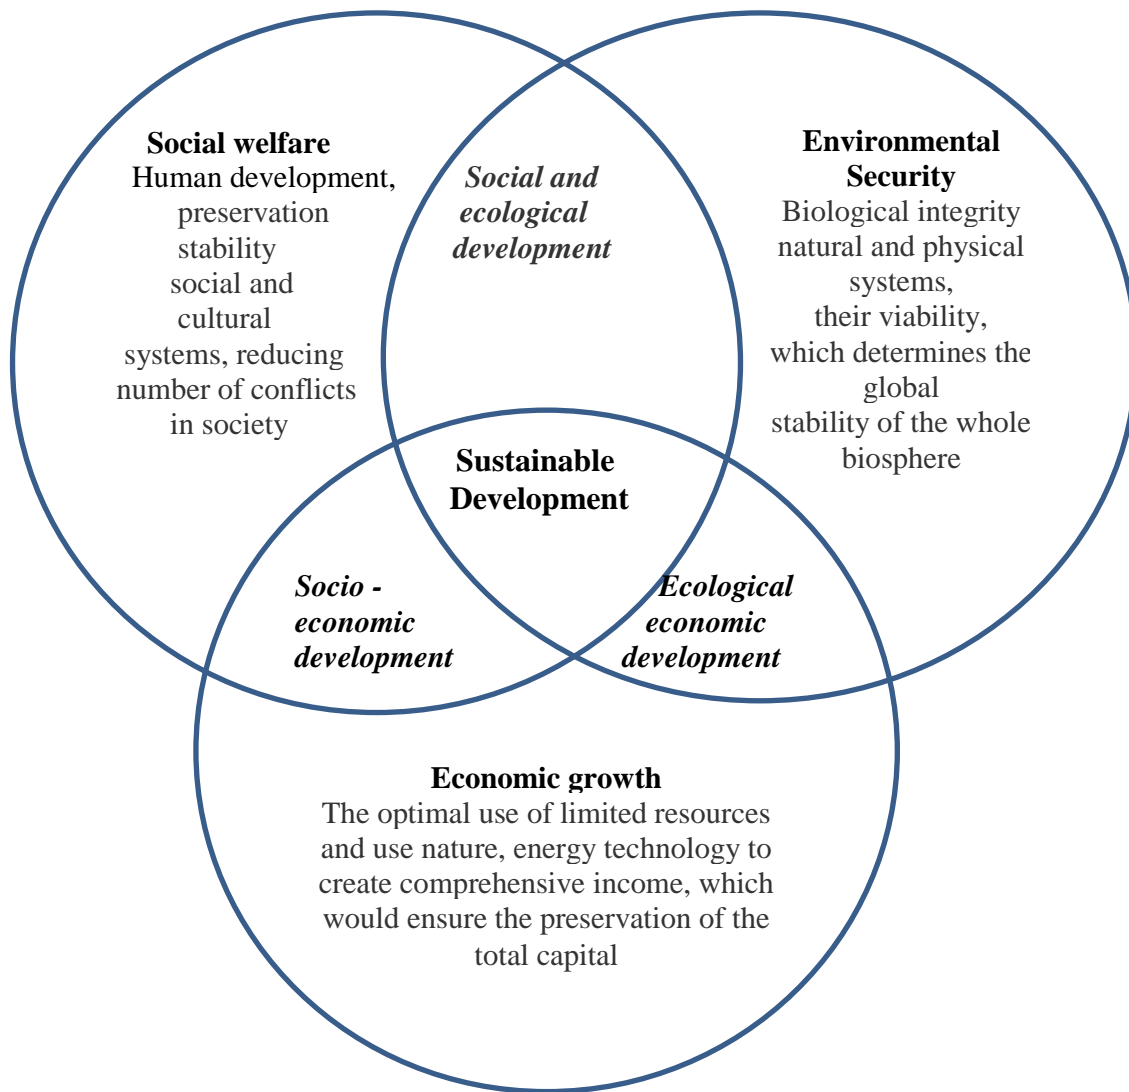 Social welfare
Human development,
preservation
stability
social and
cultural
systems, reducing
number of conflicts
in society
Social and
ecological
development
Environmental
Security
Biological integrity
natural and physical
systems,
their viability,
which determines the
global
stability of the whole
biosphere
Sustainable
Development
Socio -
economic
development
Ecological
economic
development
Economic growth
The optimal use of limited resources
and use nature, energy technology to
create comprehensive income, which
would ensure the preservation of the
total capital